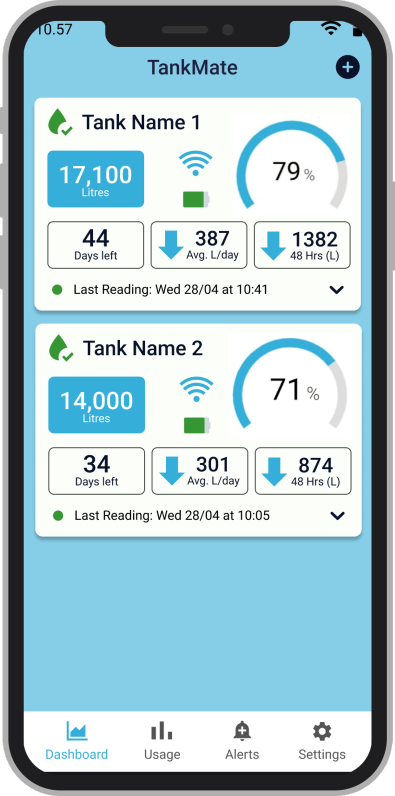 10.57
TankMate
Tank Name 1
17,100
Litres
79 %
44
Days left
387
Avg. L/day
1382
48 Hrs (L)
Last Reading: Wed 28/04 at 10:41
Tank Name 2
14,000
Litres
71 %
34
Days left
301
Avg. L/day
874
48 Hrs (L)
Last Reading: Wed 28/04 at 10:05
Dashboard
Usage
Alerts
Settings